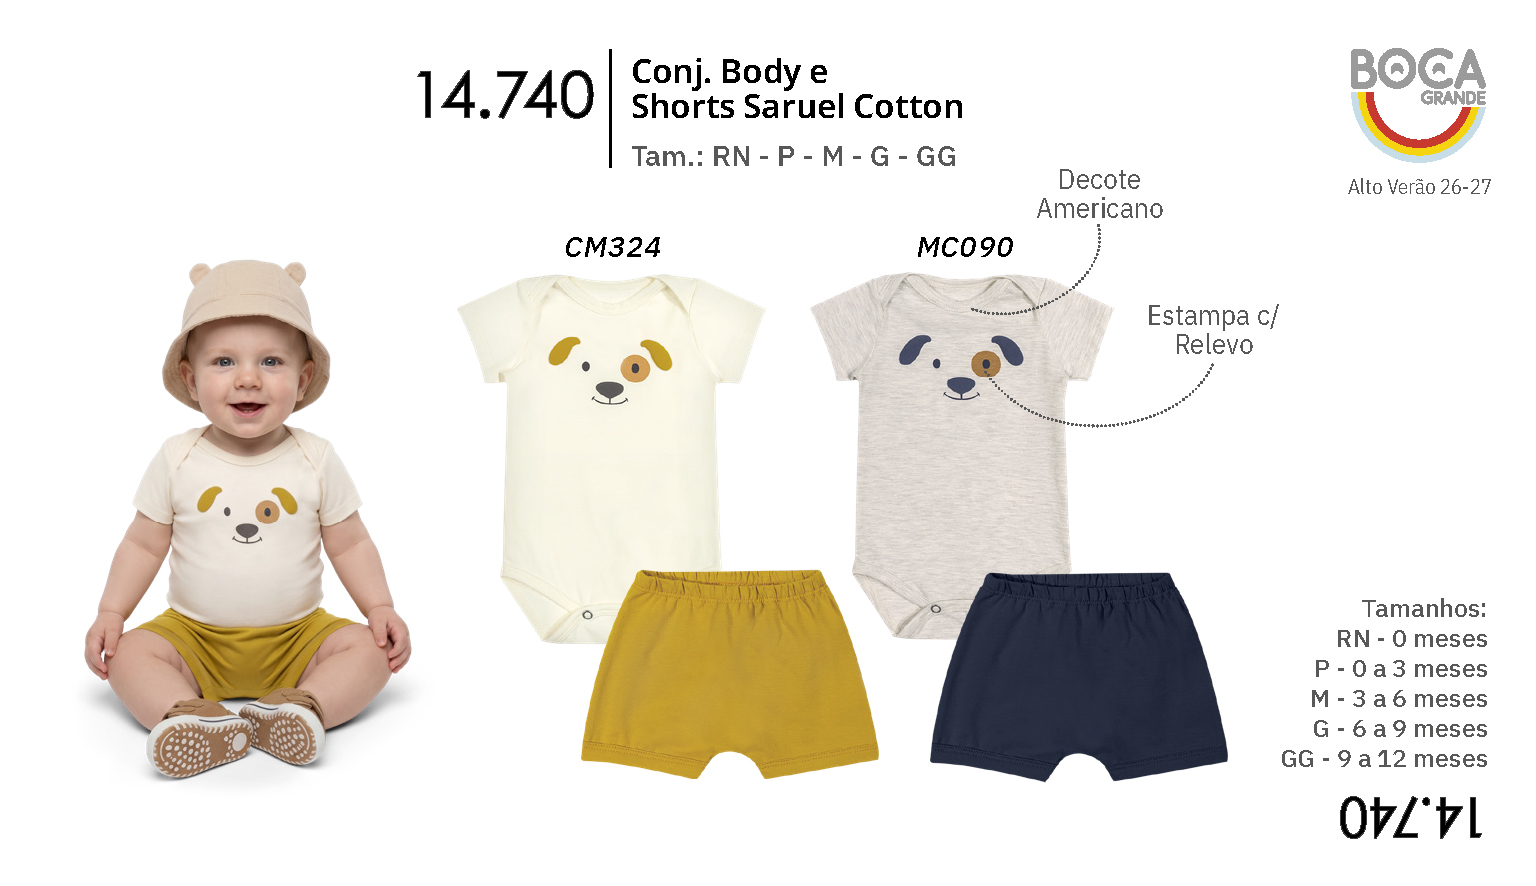 14.740
Conj. Body e
Shorts Saruel Cotton
Tam.: RN - P - M - G - GG
BOCA
GRANDE
Alto Verão 26-27
Decote
Americano
CM324
MC090
Estampa c/
Relevo
Tamanhos:
RN - 0 meses
P - 0 a 3 meses
M - 3 a 6 meses
G - 6 a 9 meses
GG - 9 a 12 meses
14.740